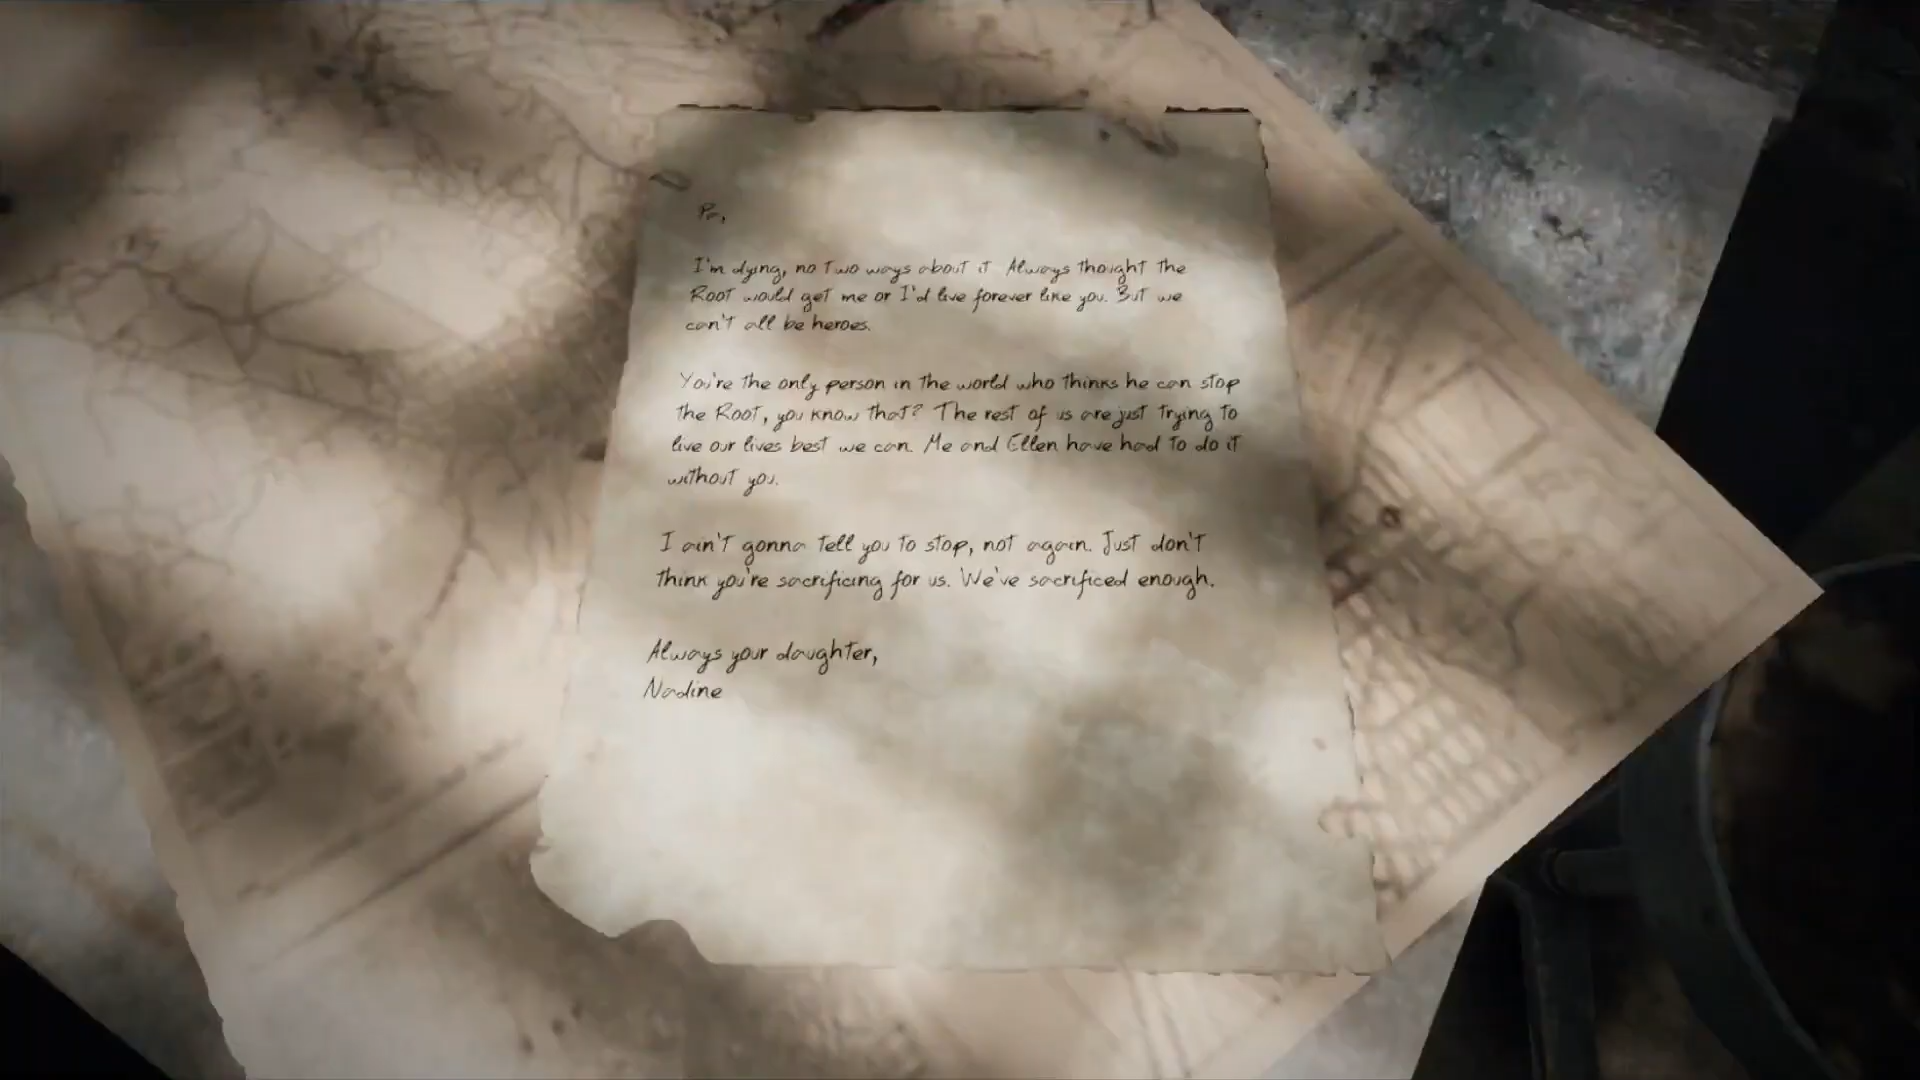 Pa,
I'm dying, no two ways about it. Always thought the
Root would get me or I'd live forever like you. But we
can't all be heroes.
You're the only person in the world who thinks he can stop
the Root, you know that? The rest of us are just trying to
live our lives best we can. Me and Ellen have had to do it
without you.
I ain't gonna tell you to stop, not again. Just don't
think you're sacrificing for us. We've sacrificed enough.
Always your daughter,
Nadine